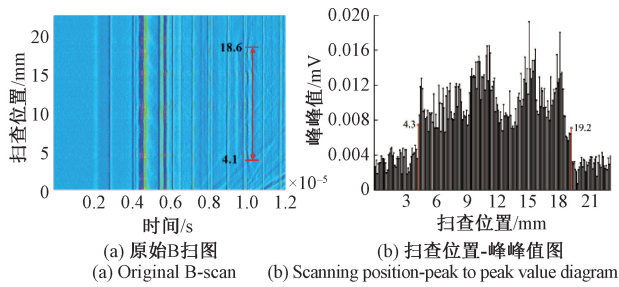 扫查位置/mm
20
15
10
5
0
18.6
4.1
×10⁻⁵
0.2 0.4 0.6 0.8 1.0 1.2
时间/s
(a) 原始B扫图
(a) Original B-scan
峰峰值/mV
0.020
0.016
0.012
0.008
0.004
0
4.3
19.2
3 6 9 12 15 18 21
扫查位置/mm
(b) 扫查位置-峰峰值图
(b) Scanning position-peak to peak value diagram